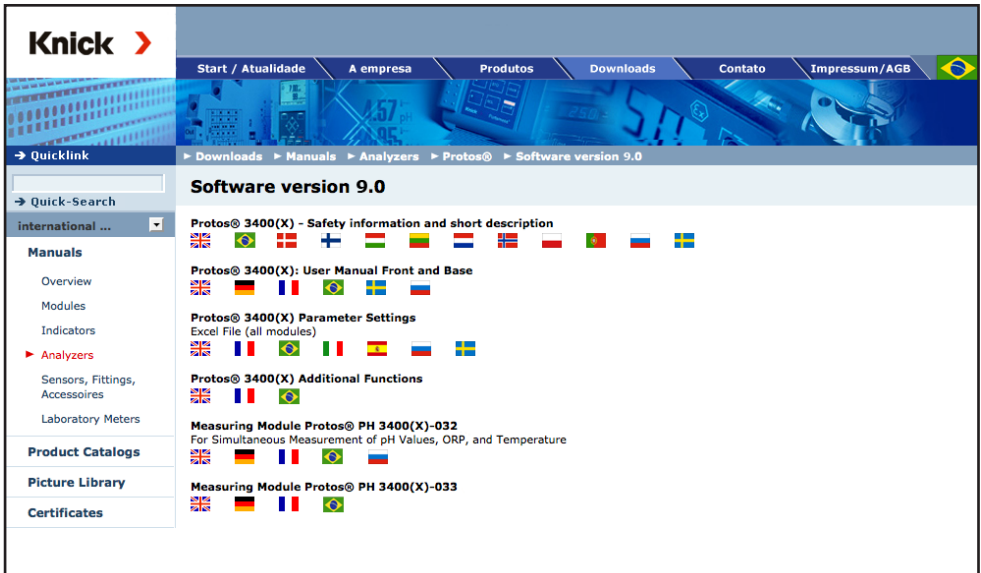 Knick
Start / Atualidade
A empresa
Produtos
Downloads
Contato
Impressum/AGB
4.57 pH
Quicklink
Downloads ► Manuals ► Analyzers ► Protos® ► Software version 9.0
Software version 9.0
Quick-Search
international ...
Manuals
Overview
Modules
Indicators
Analyzers
Sensors, Fittings,
Accessoires
Laboratory Meters
Product Catalogs
Picture Library
Certificates
Protos® 3400(X) - Safety information and short description
Protos® 3400(X): User Manual Front and Base
Protos® 3400(X) Parameter Settings
Excel File (all modules)
Protos® 3400(X) Additional Functions
Measuring Module Protos® PH 3400(X)-032
For Simultaneous Measurement of pH Values, ORP, and Temperature
Measuring Module Protos® PH 3400(X)-033